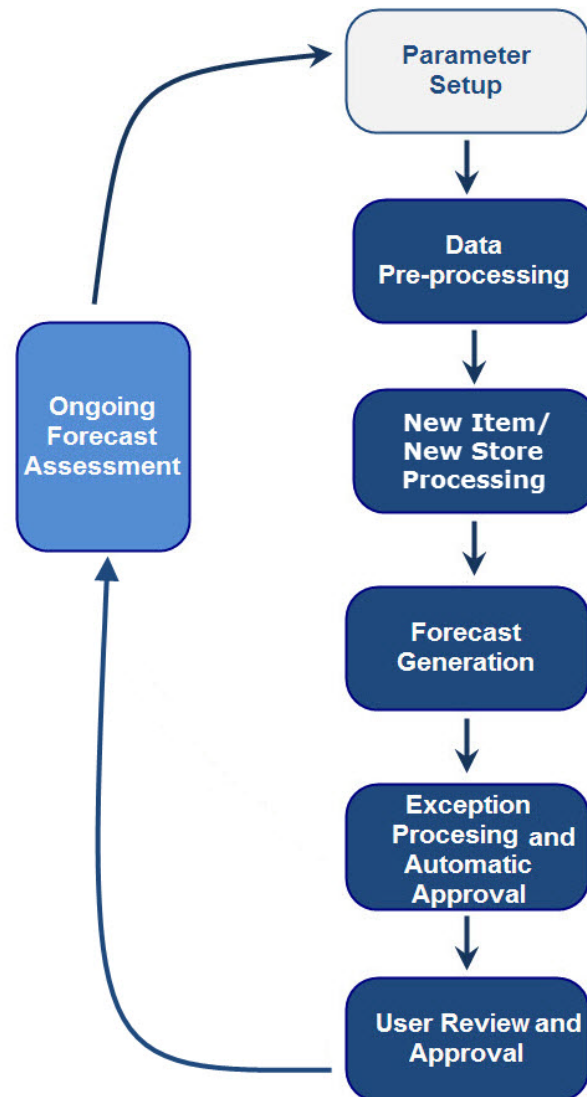 Parameter
Setup
Data
Pre-processing
New Item/
New Store
Processing
Ongoing
Forecast
Assessment
Forecast
Generation
Exception
Procesing and
Automatic
Approval
User Review and
Approval